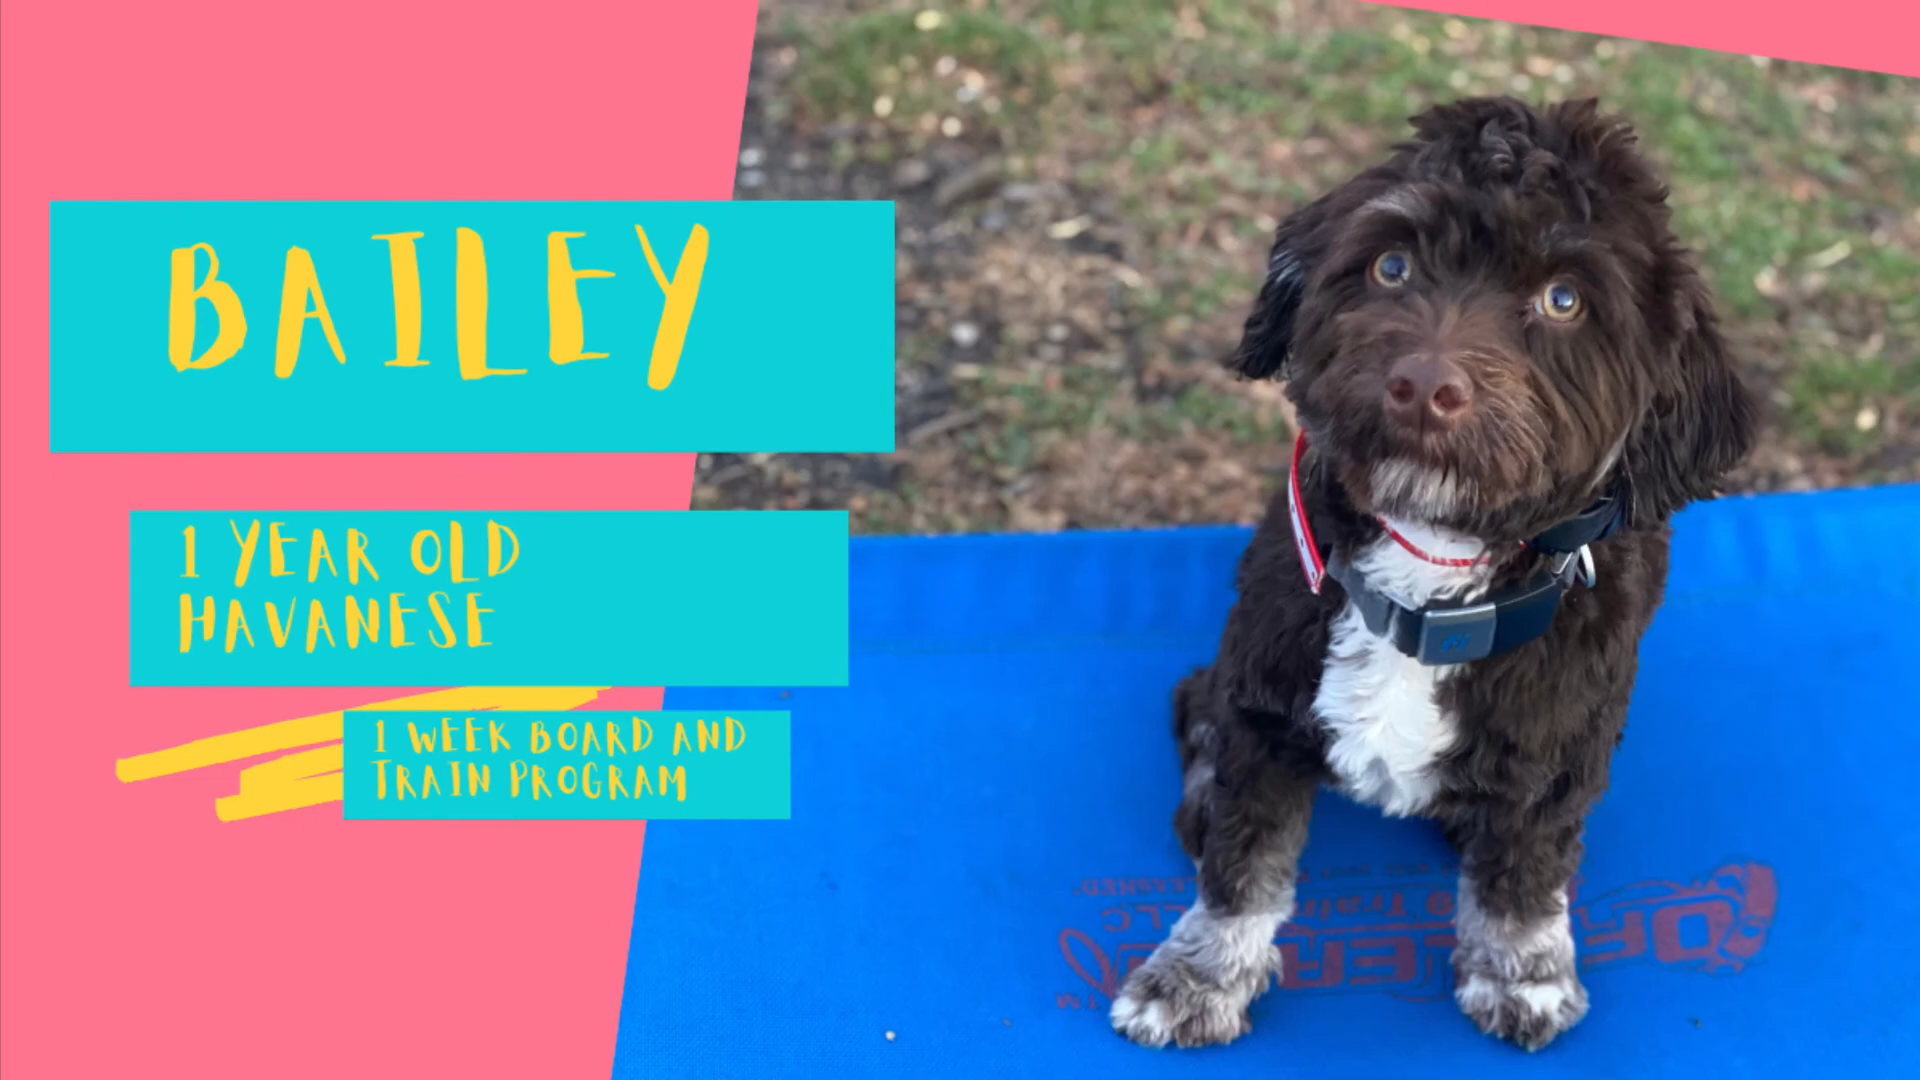 BAILEY
1 YEAR OLD
HAVANESE
1 WEEK BOARD AND
TRAIN PROGRAM